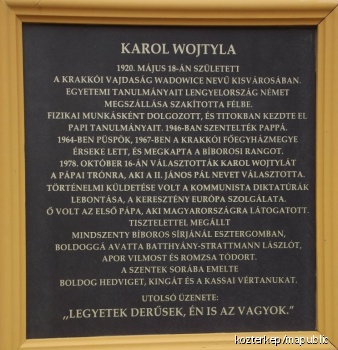 KAROL WOJTYLA
1920. MÁJUS 18-ÁN SZÜLETETT
A KRAKKÓI VAJDASÁG WADOWICE NEVŰ KISVÁROSÁBAN.
EGYETEMI TANULMÁNYAIT LENGYELORSZÁG NÉMET
MEGSZÁLLÁSA SZAKÍTOTTA FÉLBE.
FIZIKAI MUNKÁSKÉNT DOLGOZOTT, ÉS TITOKBAN KEZDTE EL
PAPI TANULMÁNYAIT. 1946-BAN SZENTELTÉK PAPPÁ.
1964-BEN PÜSPÖK, 1967-BEN A KRAKKÓI FŐEGYHÁZMEGYE
ÉRSEKE LETT, ÉS MEGKAPTA A BÍBOROSI RANGOT.
1978. OKTÓBER 16-ÁN VÁLASZTOTTÁK KAROL WOJTYLÁT
A PÁPAI TRÓNRA, AKI A II. JÁNOS PÁL NEVET VÁLASZTOTTA.
TÖRTÉNELMI KÜLDETÉSE VOLT A KOMMUNISTA DIKTATÚRÁK
LEBONTÁSA, A KERESZTÉNY EURÓPA SZOLGÁLATA.
Ő VOLT AZ ELSŐ PÁPA, AKI MAGYARORSZÁGRA LÁTOGATOTT.
TISZTELETTEL MEGÁLLT
MINDSZENTY BÍBOROS SÍRJÁNÁL ESZTERGOMBAN,
BOLDOGGÁ AVATTA BATTHYÁNY-STRATTMANN LÁSZLÓT,
APOR VILMOST ÉS ROMZSA TÓDORT.
A SZENTEK SORÁBA EMELTE
BOLDOG HEDVIGET, KINGÁT ÉS A KASSAI VÉRTANUKAT.
UTOLSÓ ÜZENETE:
„LEGYETEK DERŰSEK, ÉN IS AZ VAGYOK."
kozterkep/mapublic